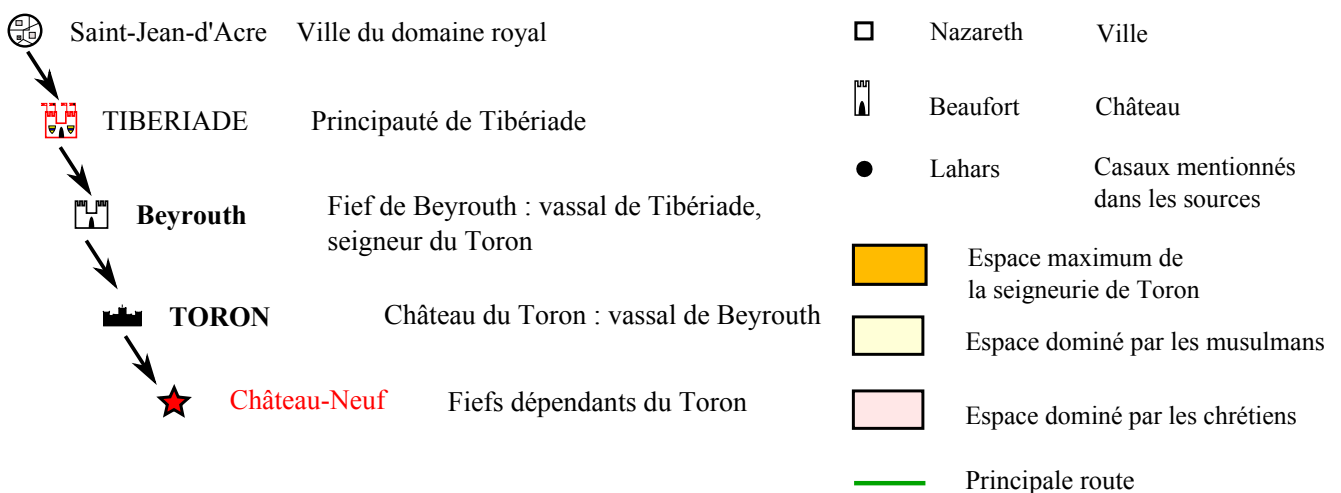 Saint-Jean-d'Acre Ville du domaine royal
TIBERIADE Principauté de Tibériade
Beyrouth Fief de Beyrouth : vassal de Tibériade,
seigneur du Toron
TORON Château du Toron : vassal de Beyrouth
Château-Neuf Fiefs dépendants du Toron
Nazareth Ville
Beaufort Château
Lahars Casaux mentionnés
dans les sources
Espace maximum de
la seigneurie de Toron
Espace dominé par les musulmans
Espace dominé par les chrétiens
Principale route